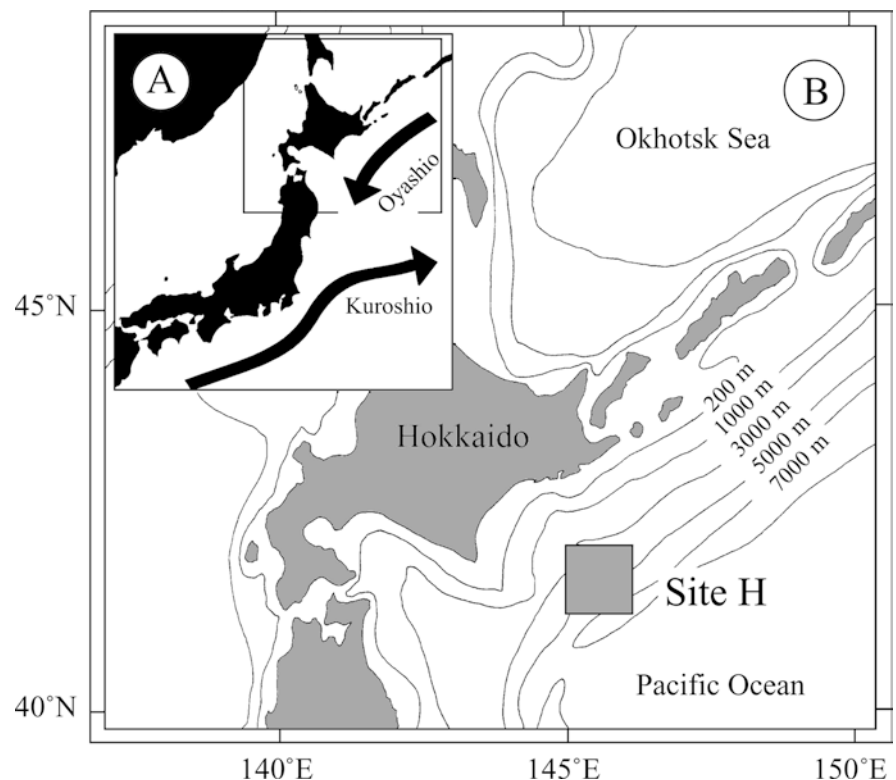 A
B
Okhotsk Sea
Oyashio
Kuroshio
45°N
200 m
1000 m
3000 m
5000 m
7000 m
Hokkaido
Site H
Pacific Ocean
40°N
140°E
145°E
150°E